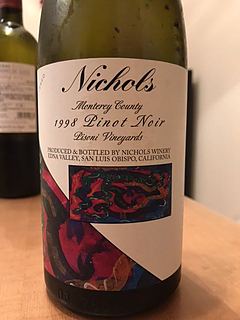 Nichols
Monterey County
1998 Pinot Noir
Pisoni Vineyards
PRODUCED & BOTTLED BY NICHOLS WINERY
EDNA VALLEY, SAN LUIS OBISPO, CALIFORNIA